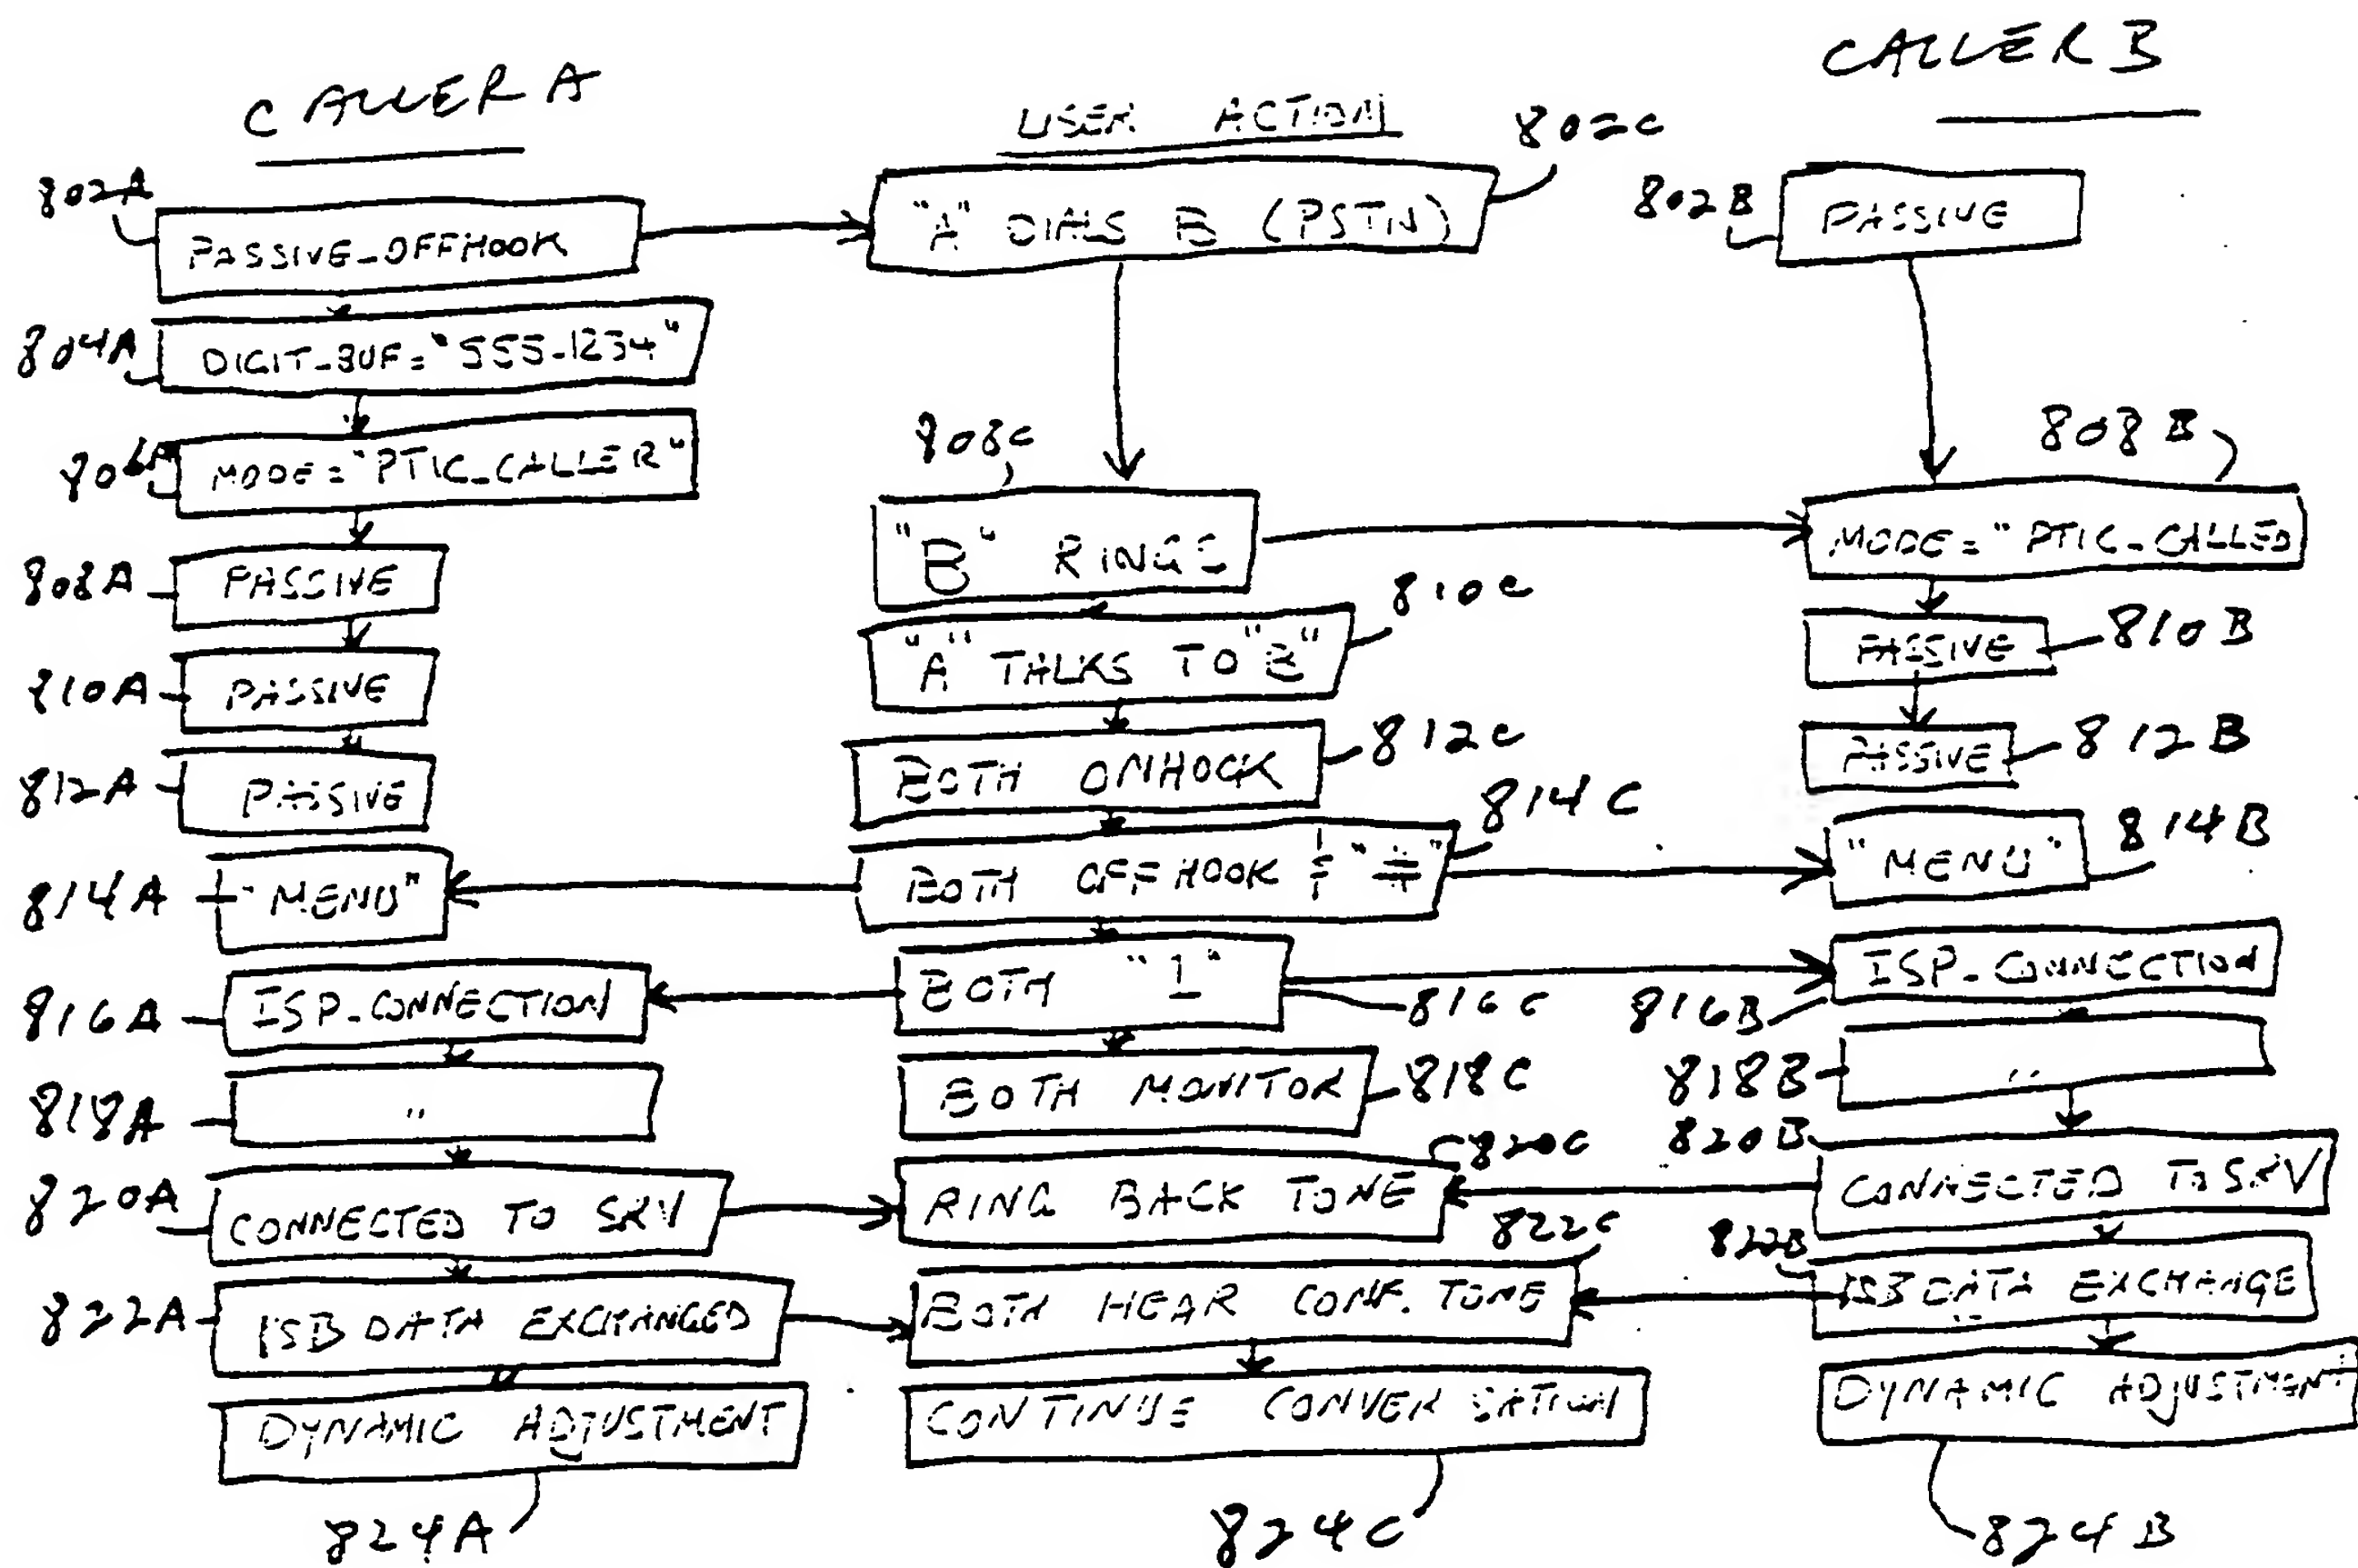 CALLER A
USER ACTION
CALLER B
802A
PASSIVE_OFFHOOK
802C
"A" DIALS B (PSTN)
802B
PASSIVE
804A
DIGIT_BUF="555-1234"
806A
MODE="PTIC_CALLER"
808C
"B" RINGS
808B
MODE="PTIC_CALLED
808A
PASSIVE
810C
"A" TALKS TO "B"
810B
PASSIVE
810A
PASSIVE
812C
BOTH ONHOOK
812B
PASSIVE
812A
PASSIVE
814C
BOTH OFFHOOK & "#"
814B
"MENU"
814A
"MENU"
816C
BOTH "1"
816B
ISP_CONNECTION
816A
ISP_CONNECTION
818C
BOTH MONITOR
818B
"
818A
"
820C
RING BACK TONE
820B
CONNECTED TO SRV
820A
CONNECTED TO SRV
822C
BOTH HEAR CONF. TONE
822B
ISB DATA EXCHANGE
822A
ISB DATA EXCHANGED
DYNAMIC ADJUSTMENT
CONTINUE CONVERSATION
DYNAMIC ADJUSTMENT
824A
824C
824B